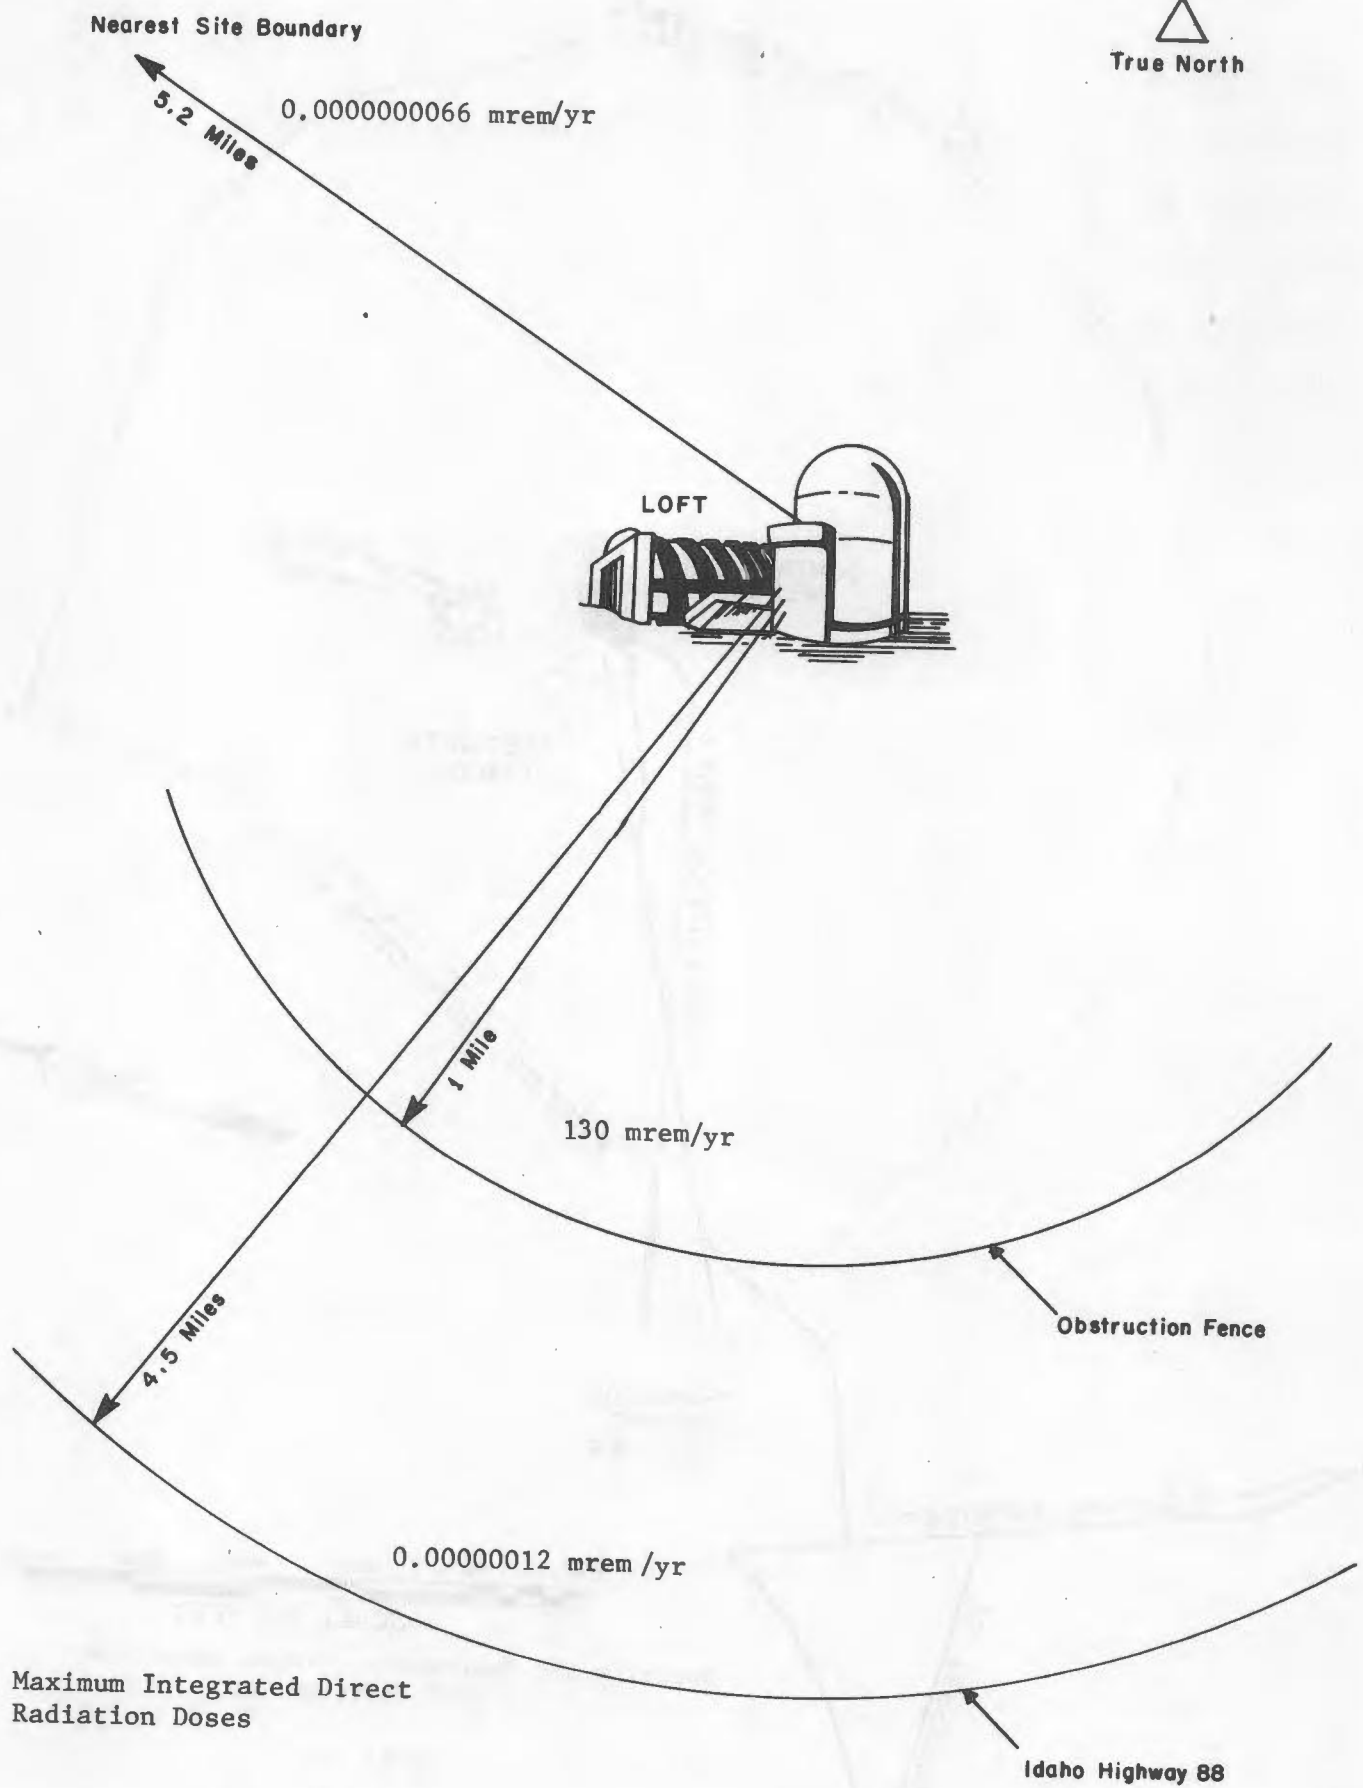 Nearest Site Boundary
True North
5.2 Miles
0.0000000066 mrem/yr
LOFT
1 Mile
130 mrem/yr
Obstruction Fence
4.5 Miles
0.00000012 mrem/yr
Maximum Integrated Direct
Radiation Doses
Idaho Highway 88